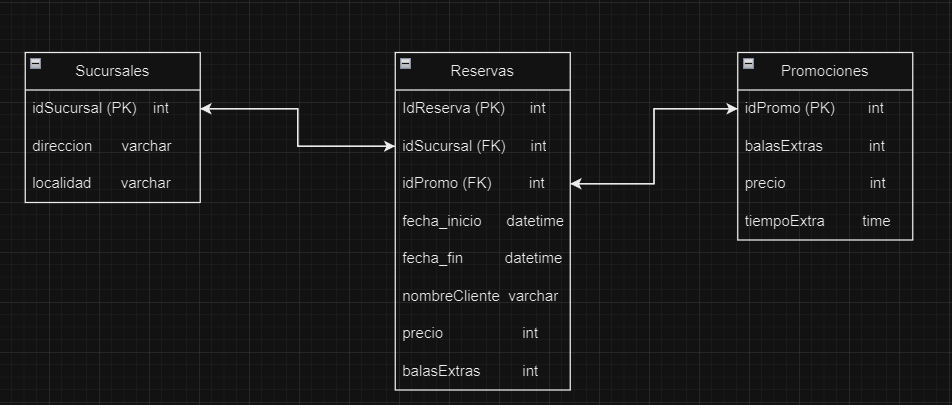 Sucursales
idSucursal (PK) int
direccion varchar
localidad varchar
Reservas
IdReserva (PK) int
idSucursal (FK) int
idPromo (FK) int
fecha_inicio datetime
fecha_fin datetime
nombreCliente varchar
precio int
balasExtras int
Promociones
idPromo (PK) int
balasExtras int
precio int
tiempoExtra time